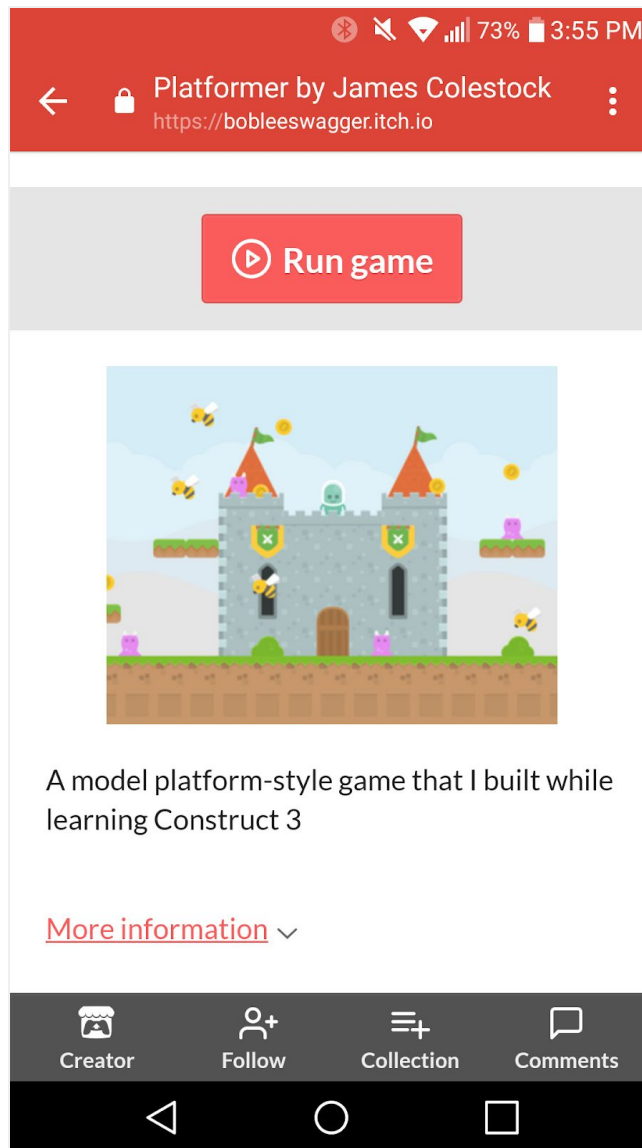 73% 3:55 PM
Platformer by James Colestock
https://bobleeswagger.itch.io
Run game
A model platform-style game that I built while
learning Construct 3
More information
Creator Follow Collection Comments